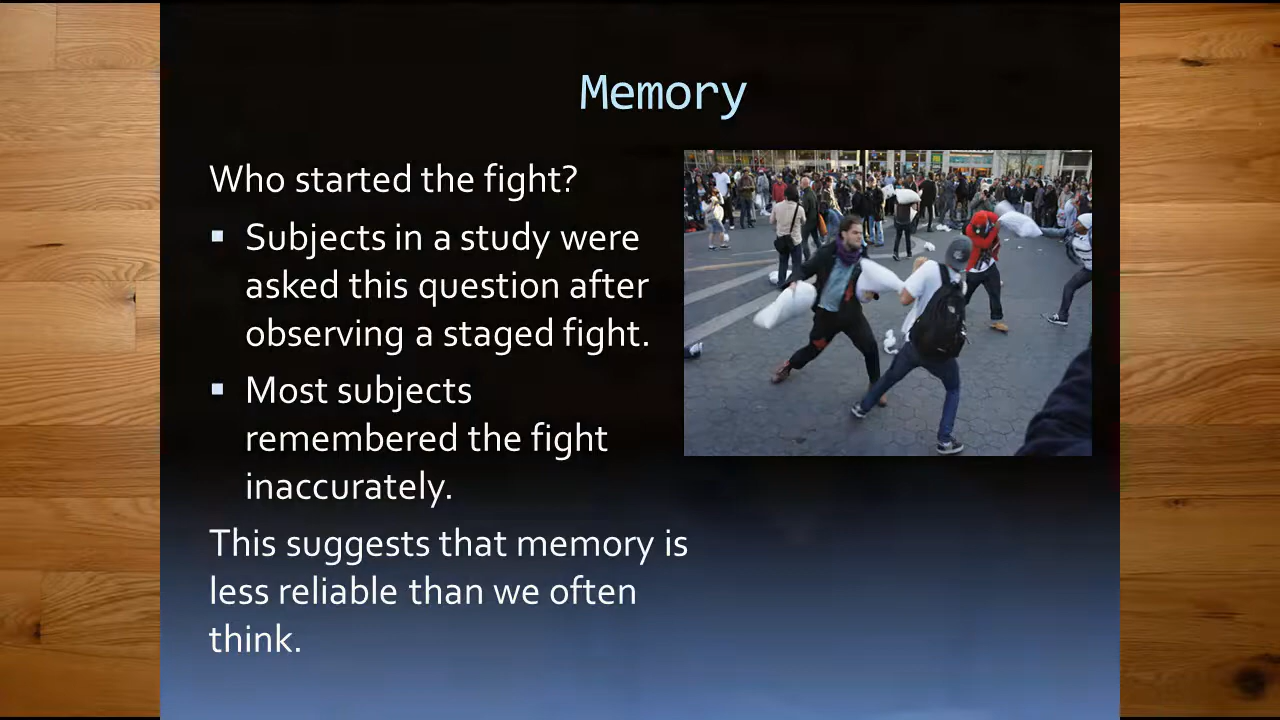 Memory
Who started the fight?
▪ Subjects in a study were
asked this question after
observing a staged fight.
▪ Most subjects
remembered the fight
inaccurately.
This suggests that memory is
less reliable than we often
think.